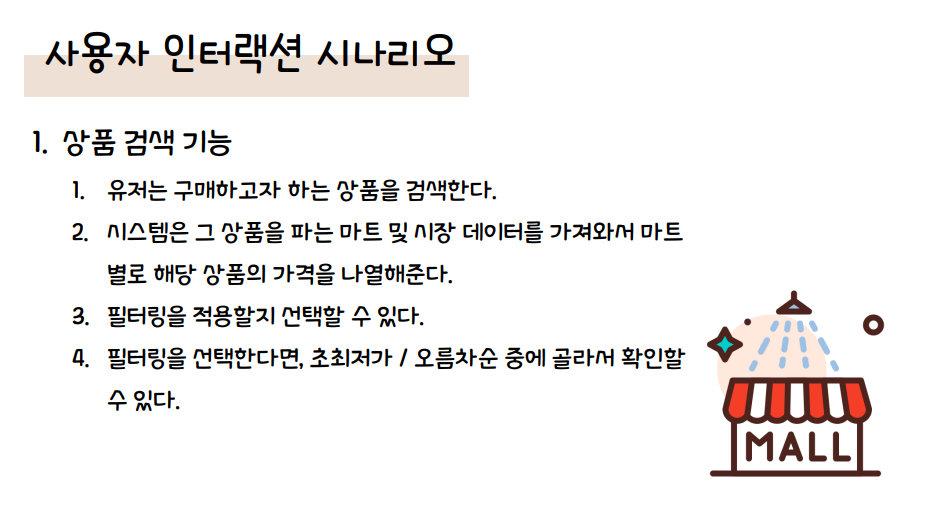 사용자 인터랙션 시나리오
1. 상품 검색 기능
1. 유저는 구매하고자 하는 상품을 검색한다.
2. 시스템은 그 상품을 파는 마트 및 시장 데이터를 가져와서 마트
별로 해당 상품의 가격을 나열해준다.
3. 필터링을 적용할지 선택할 수 있다.
4. 필터링을 선택한다면, 초최저가 / 오름차순 중에 골라서 확인할
수 있다.
MALL